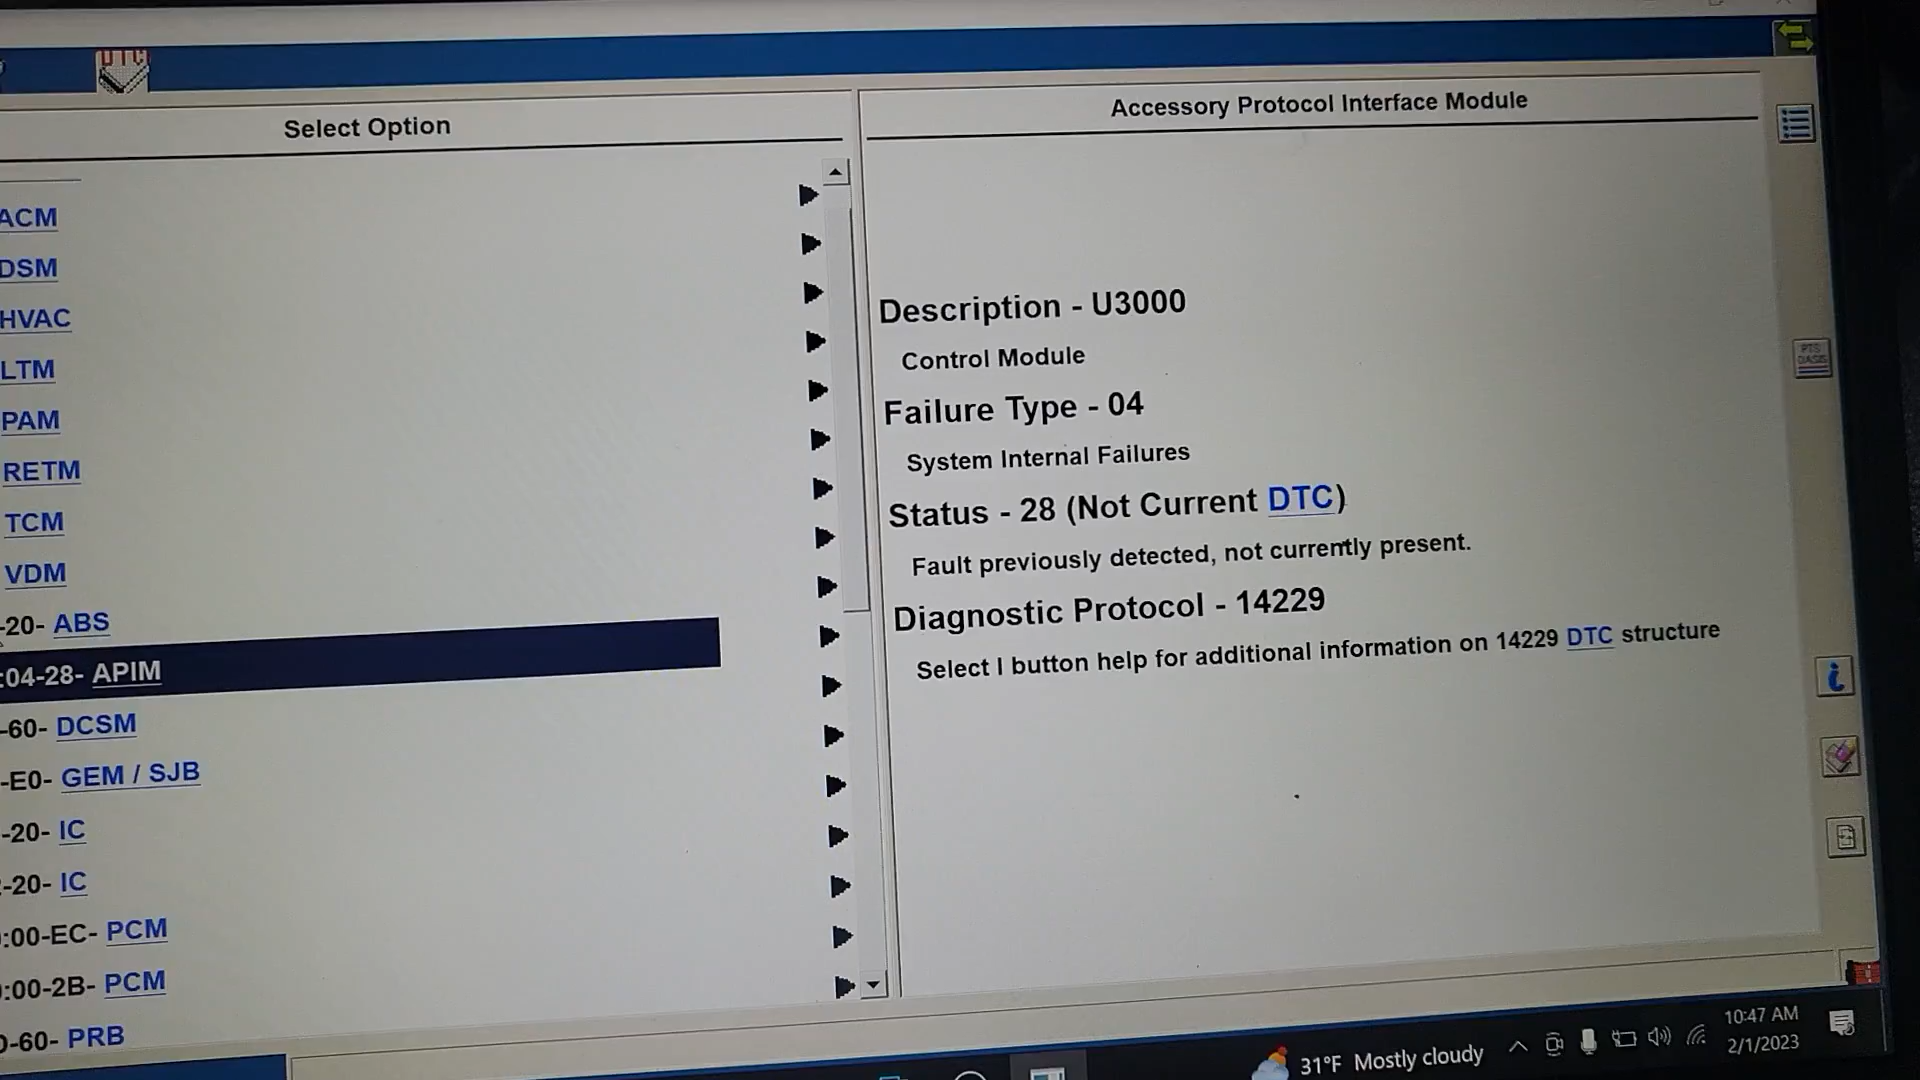 DTC
Select Option
ACM
DSM
HVAC
LTM
PAM
RETM
TCM
VDM
-20- ABS
:04-28- APIM
-60- DCSM
-E0- GEM / SJB
-20- IC
-20- IC
:00-EC- PCM
:00-2B- PCM
-60- PRB
Accessory Protocol Interface Module
Description - U3000
Control Module
Failure Type - 04
System Internal Failures
Status - 28 (Not Current DTC)
Fault previously detected, not currently present.
Diagnostic Protocol - 14229
Select I button help for additional information on 14229 DTC structure
PTS
OASIS
i
31°F Mostly cloudy
10:47 AM
2/1/2023